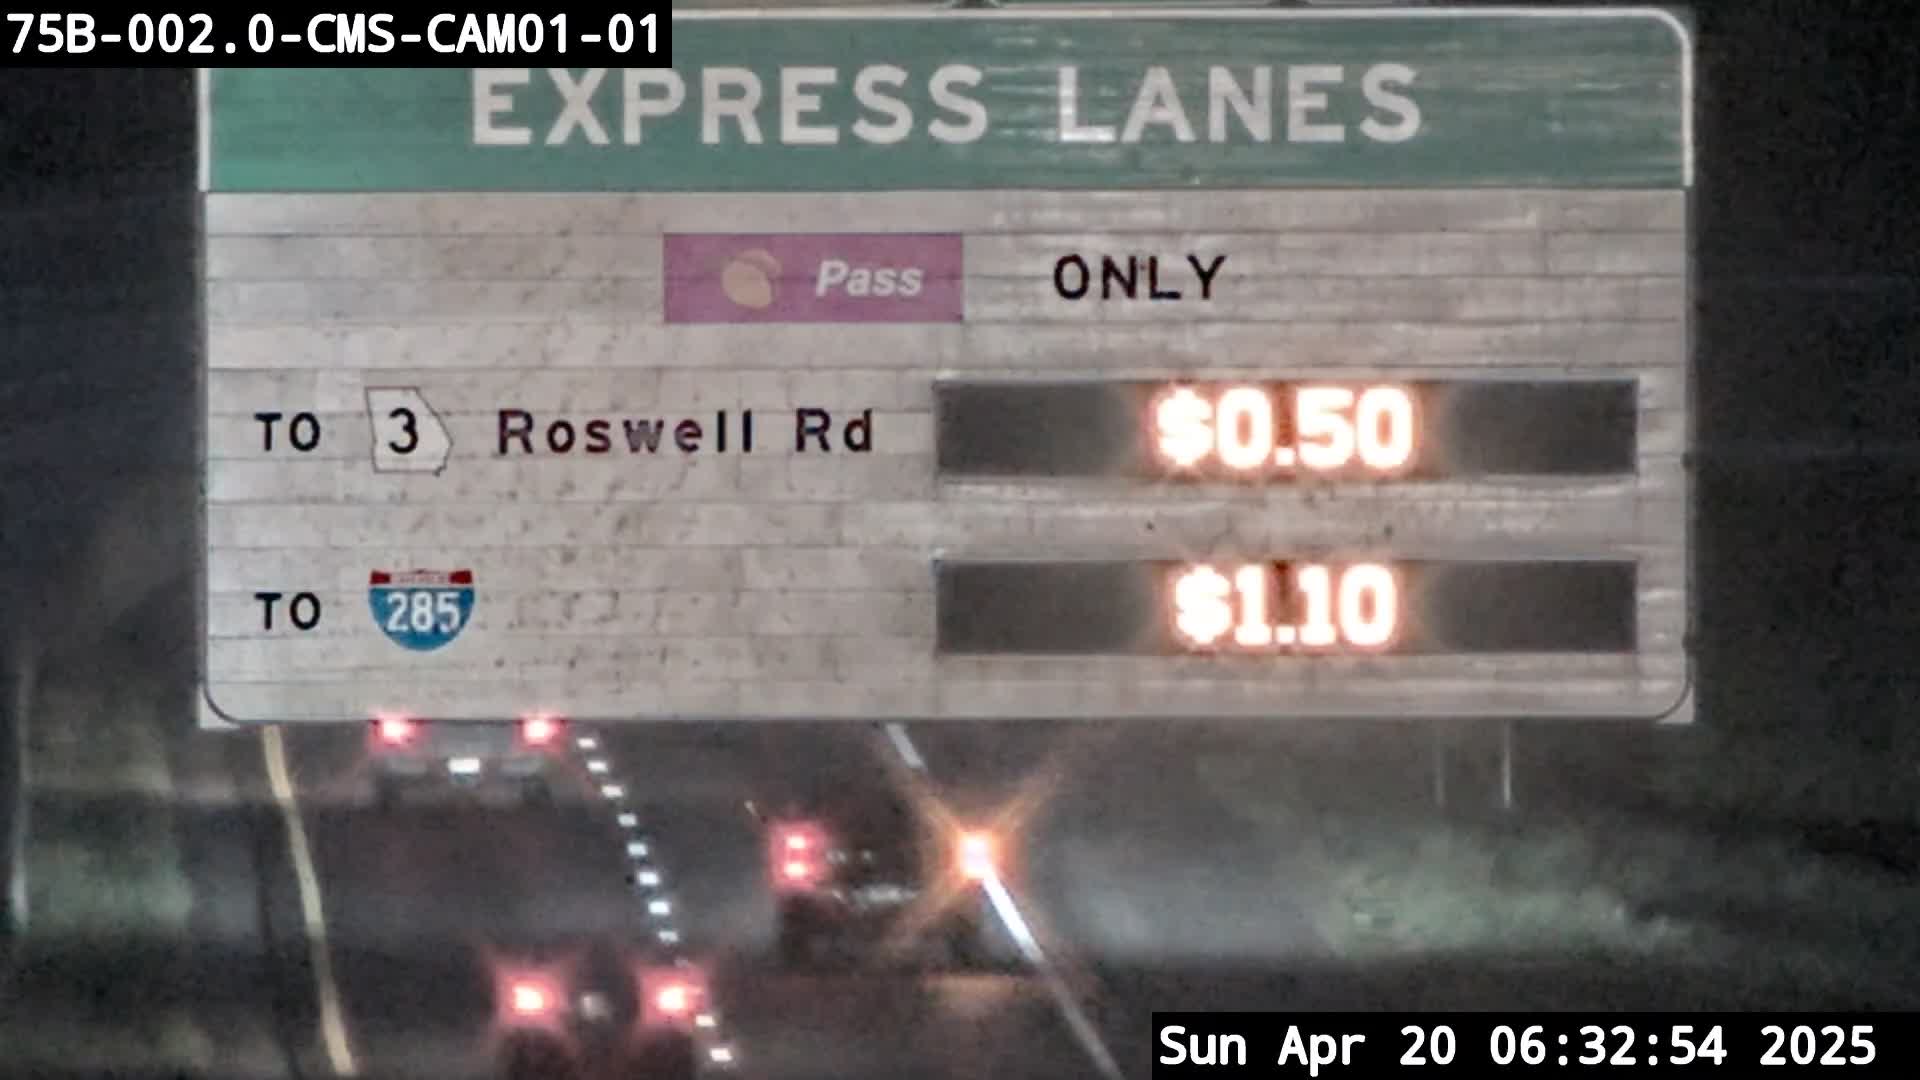 75B-002.0-CMS-CAM01-01
EXPRESS LANES
Pass ONLY
TO 3 Roswell Rd $0.50
TO 285 $1.10
Sun Apr 20 06:32:54 2025